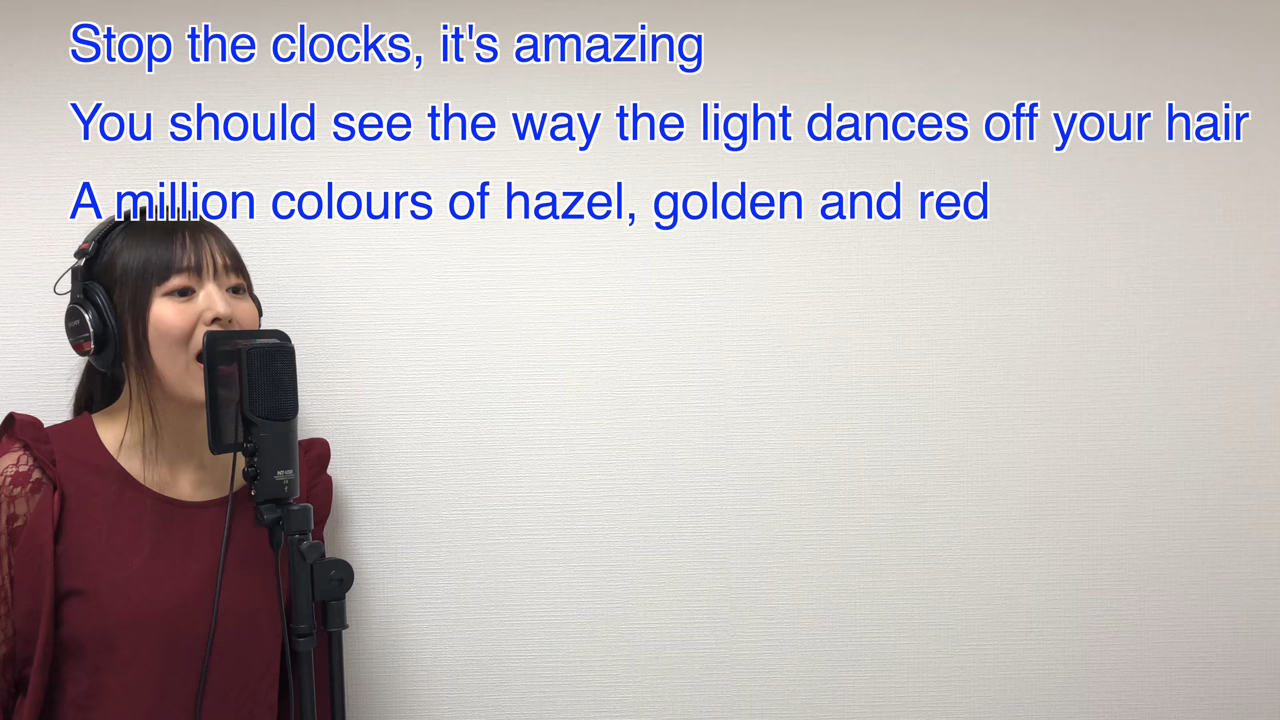 Stop the clocks, it's amazing
You should see the way the light dances off your hair
A million colours of hazel, golden and red